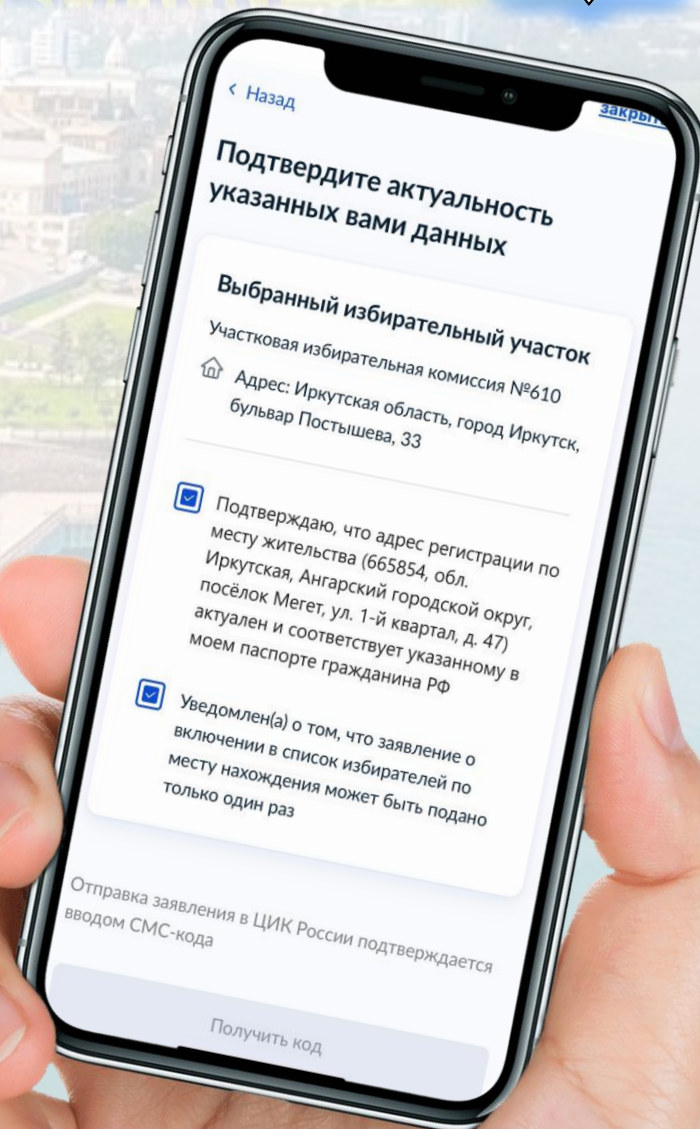 Назад
закрыть
Подтвердите актуальность
указанных вами данных
Выбранный избирательный участок
Участковая избирательная комиссия №610
Адрес: Иркутская область, город Иркутск,
бульвар Постышева, 33
Подтверждаю, что адрес регистрации по
месту жительства (665854, обл.
Иркутская, Ангарский городской округ,
посёлок Мегет, ул. 1-й квартал, д. 47)
актуален и соответствует указанному в
моем паспорте гражданина РФ
Уведомлен(а) о том, что заявление о
включении в список избирателей по
месту нахождения может быть подано
только один раз
Отправка заявления в ЦИК России подтверждается
вводом СМС-кода
Получить код